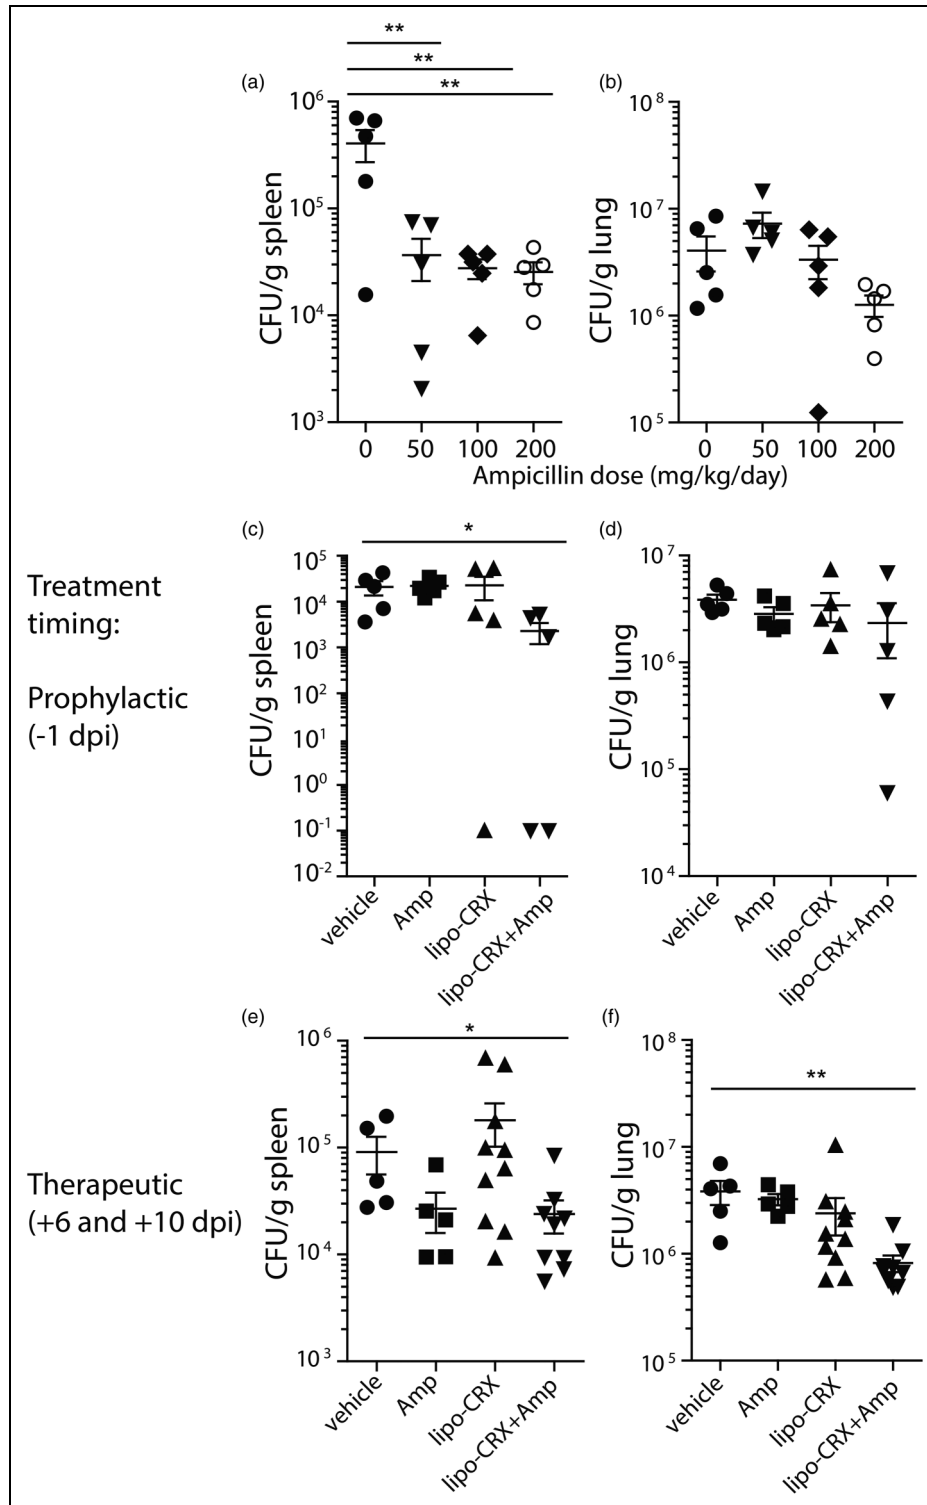 **
**
**
(a)
(b)
10^6
10^5
10^4
10^3
CFU/g spleen
0 50 100 200
10^8
10^7
10^6
10^5
CFU/g lung
0 50 100 200
Ampicillin dose (mg/kg/day)
Treatment
timing:
Prophylactic
(-1 dpi)
(c)
*
10^5
10^4
10^3
10^2
10^1
10^0
10^-1
10^-2
CFU/g spleen
vehicle
Amp
lipo-CRX
lipo-CRX+Amp
(d)
10^7
10^6
10^5
10^4
CFU/g lung
vehicle
Amp
lipo-CRX
lipo-CRX+Amp
Therapeutic
(+6 and +10 dpi)
(e)
*
10^6
10^5
10^4
10^3
CFU/g spleen
vehicle
Amp
lipo-CRX
lipo-CRX+Amp
(f)
**
10^8
10^7
10^6
10^5
CFU/g lung
vehicle
Amp
lipo-CRX
lipo-CRX+Amp